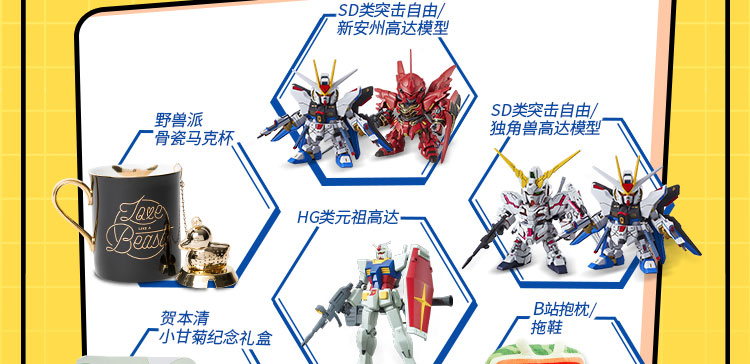 SD类突击自由/
新安州高达模型
野兽派
骨瓷马克杯
SD类突击自由/
独角兽高达模型
Love
LIKE A
Beast
HG类元祖高达
贺本清
小甘菊纪念礼盒
B站抱枕/
拖鞋